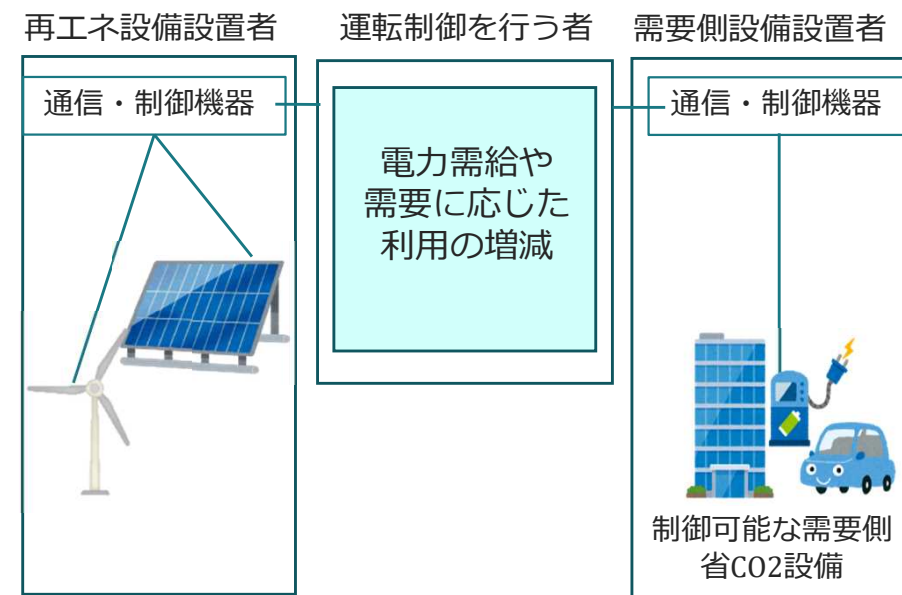 再エネ設備設置者
運転制御を行う者
需要側設備設置者
通信・制御機器
電力需給や
需要に応じた
利用の増減
通信・制御機器
制御可能な需要側
省CO2設備